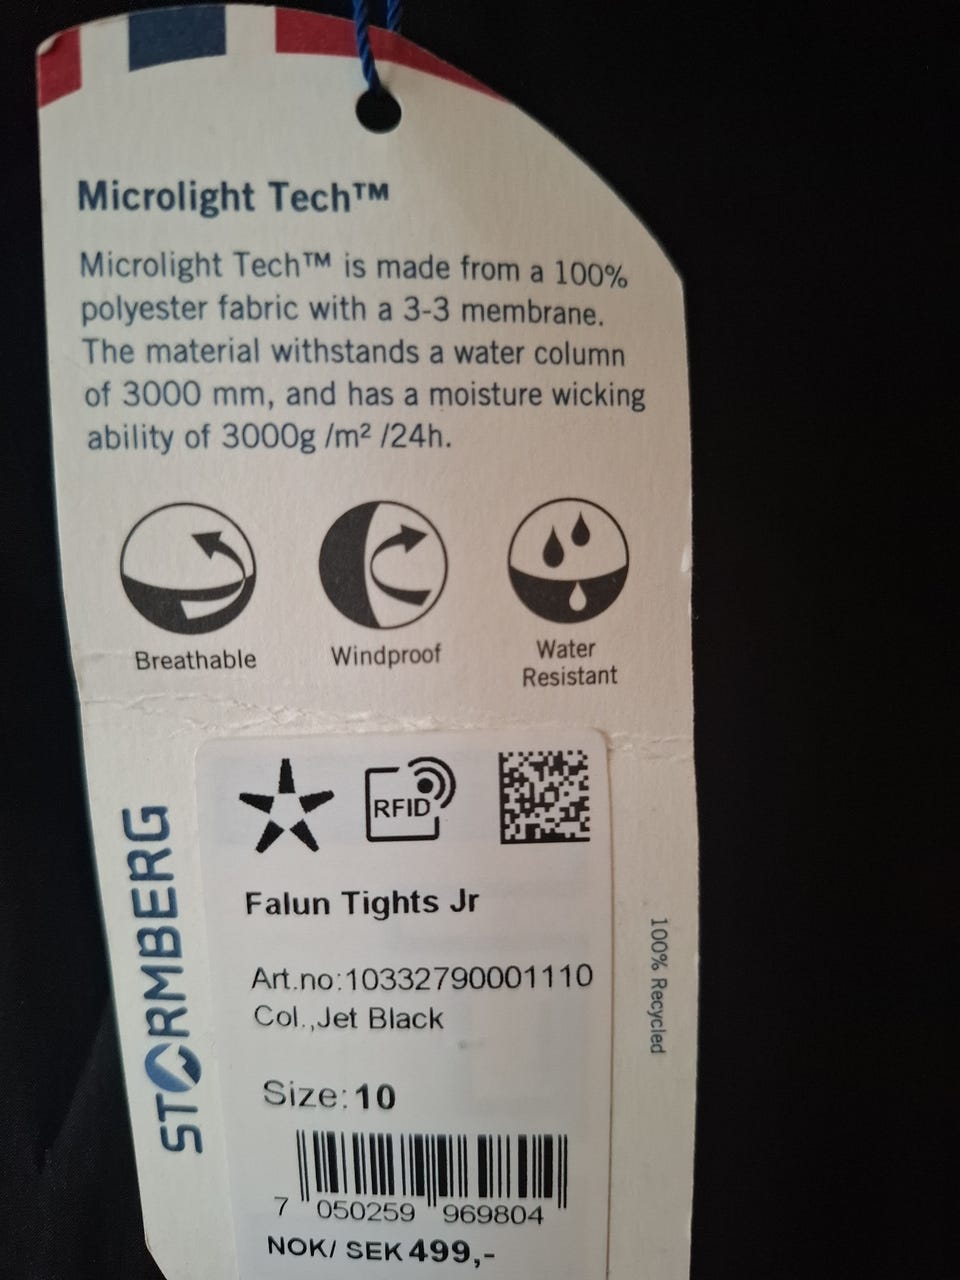 Microlight Tech™
Microlight Tech™ is made from a 100%
polyester fabric with a 3-3 membrane.
The material withstands a water column
of 3000 mm, and has a moisture wicking
ability of 3000g /m² /24h.
Breathable
Windproof
Water
Resistant
STORMBERG
RFID
Falun Tights Jr
Art.no:10332790001110
Col.,Jet Black
Size:10
7 050259 969804
NOK/ SEK 499,-
100% Recycled